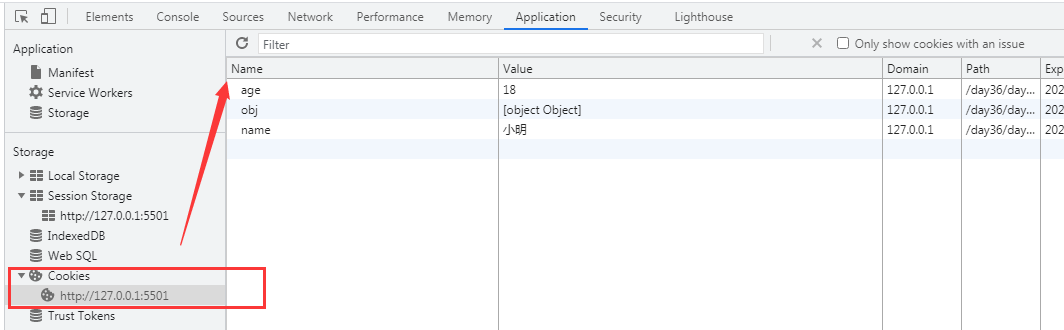 Elements Console Sources Network Performance Memory Application Security Lighthouse
Application
Manifest
Service Workers
Storage
Storage
Local Storage
Session Storage
http://127.0.0.1:5501
IndexedDB
Web SQL
Cookies
http://127.0.0.1:5501
Trust Tokens
Filter Only show cookies with an issue
Name Value Domain Path Exp
age 18 127.0.0.1 /day36/day... 202
obj [object Object] 127.0.0.1 /day36/day... 202
name 小明 127.0.0.1 /day36/day... 202